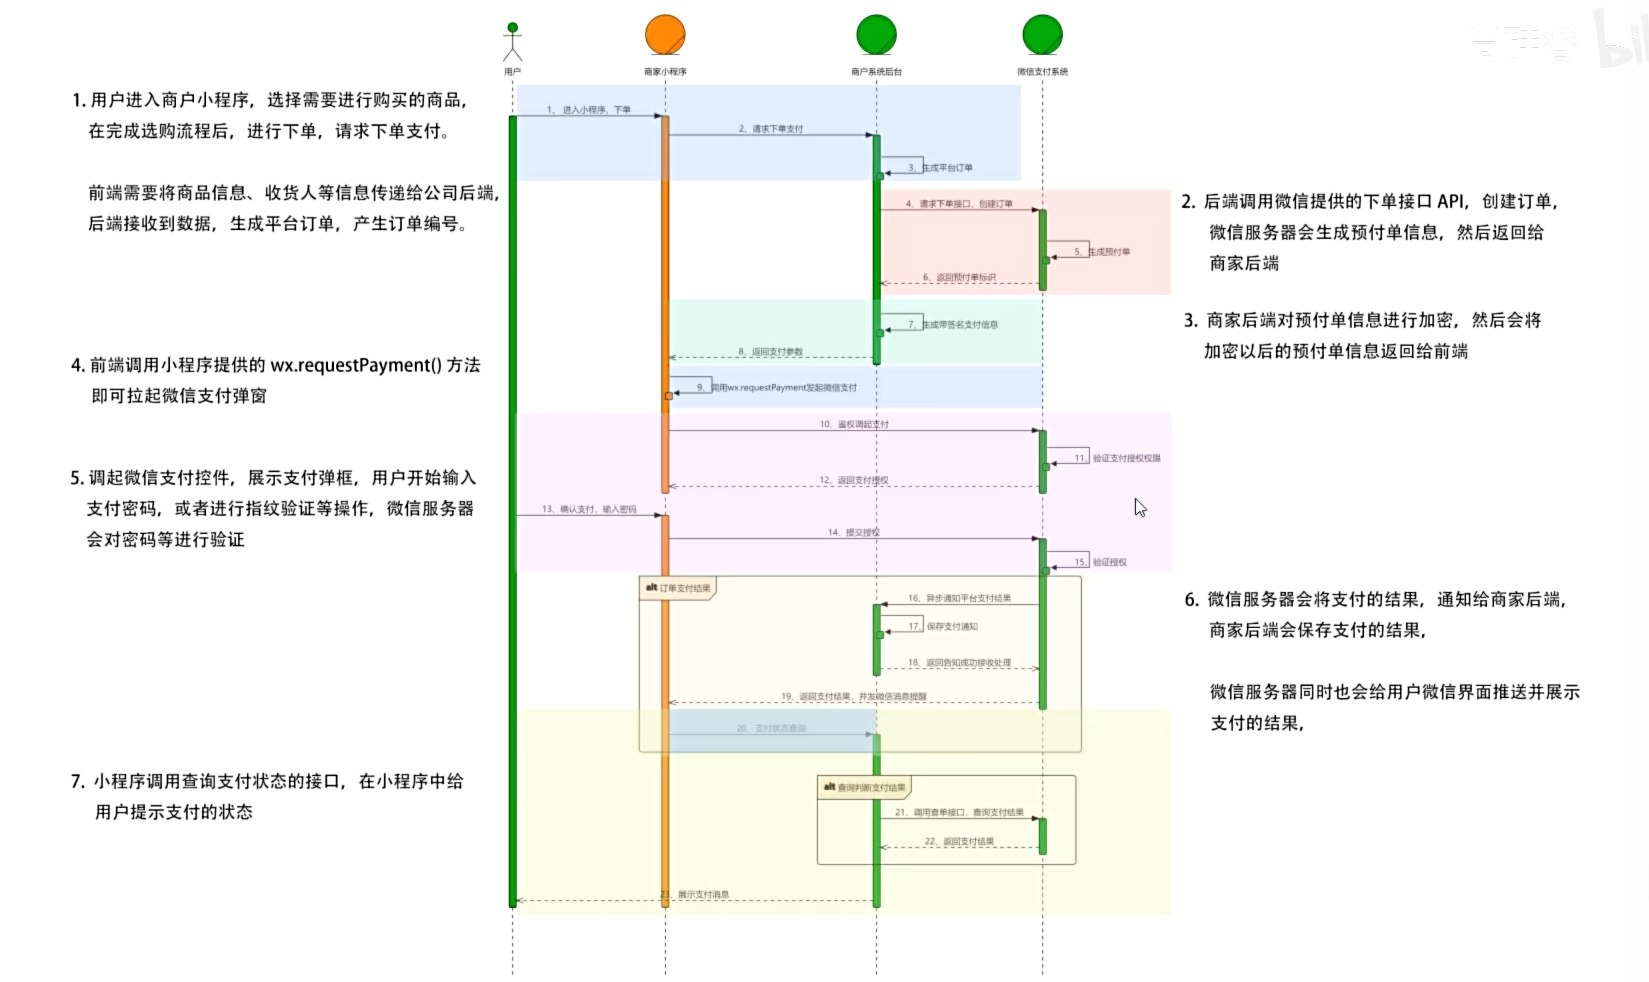 用户
商家小程序
商户系统后台
微信支付系统
1. 用户进入商户小程序，选择需要进行购买的商品，
在完成选购流程后，进行下单，请求下单支付。
前端需要将商品信息、收货人等信息传递给公司后端，
后端接收到数据，生成平台订单，产生订单编号。
1、 进入小程序，下单
2、请求下单支付
3、生成平台订单
4、请求下单接口，创建订单
5、生成预付单
6、返回预付单标识
2. 后端调用微信提供的下单接口 API，创建订单，
微信服务器会生成预付单信息，然后返回给
商家后端
7、生成带签名支付信息
8、返回支付参数
3. 商家后端对预付单信息进行加密，然后会将
加密以后的预付单信息返回给前端
4. 前端调用小程序提供的 wx.requestPayment() 方法
即可拉起微信支付弹窗
9、调用wx.requestPayment发起微信支付
10、鉴权调起支付
11、验证支付授权权限
12、返回支付授权
5. 调起微信支付控件，展示支付弹框，用户开始输入
支付密码，或者进行指纹验证等操作，微信服务器
会对密码等进行验证
13、确认支付，输入密码
14、提交授权
15、验证授权
alt 订单支付结果
16、异步通知平台支付结果
17、保存支付通知
18、返回告知成功接收处理
19、返回支付结果，并发微信消息提醒
6. 微信服务器会将支付的结果，通知给商家后端，
商家后端会保存支付的结果，
微信服务器同时也会给用户微信界面推送并展示
支付的结果，
20、支付状态查询
7. 小程序调用查询支付状态的接口，在小程序中给
用户提示支付的状态
alt 查询判断支付结果
21、调用查单接口，查询支付结果
22、返回支付结果
23、展示支付消息